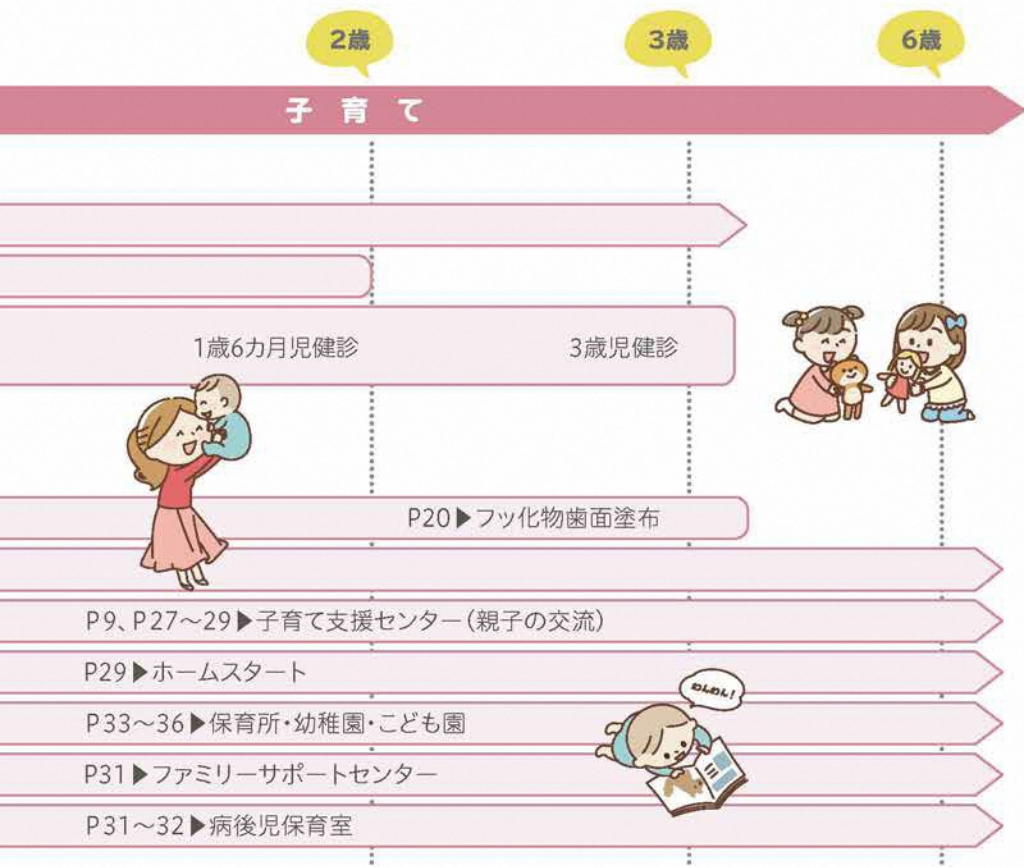 2歳
3歳
6歳
子育て
1歳6カ月児健診
3歳児健診
P20▶フッ化物歯面塗布
P9、P27〜29▶子育て支援センター（親子の交流）
P29▶ホームスタート
わんわん！
P33〜36▶保育所・幼稚園・こども園
P31▶ファミリーサポートセンター
P31〜32▶病後児保育室